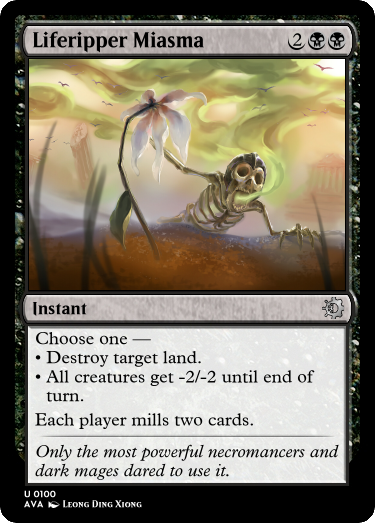 Liferipper Miasma 2
Instant
Choose one —
• Destroy target land.
• All creatures get -2/-2 until end of
turn.
Each player mills two cards.
Only the most powerful necromancers and
dark mages dared to use it.
U 0100
AVA Leong Ding Xiong